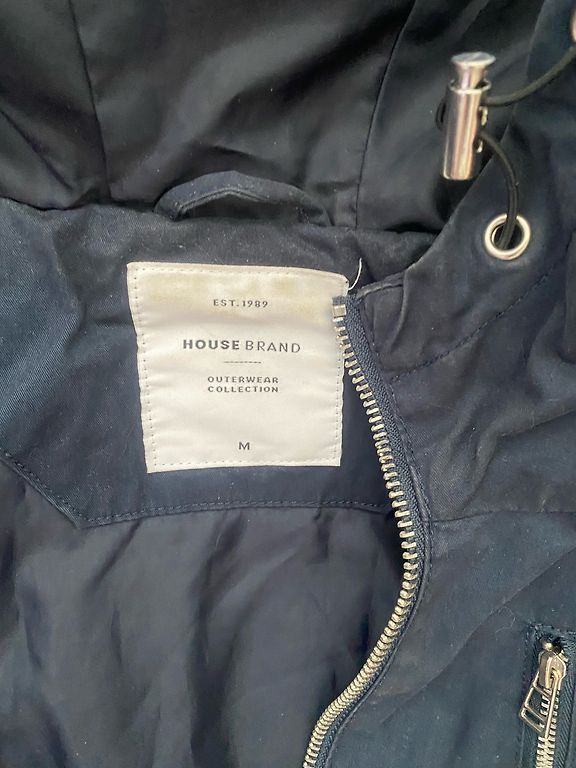 EST. 1989
HOUSE BRAND
OUTERWEAR
COLLECTION
M